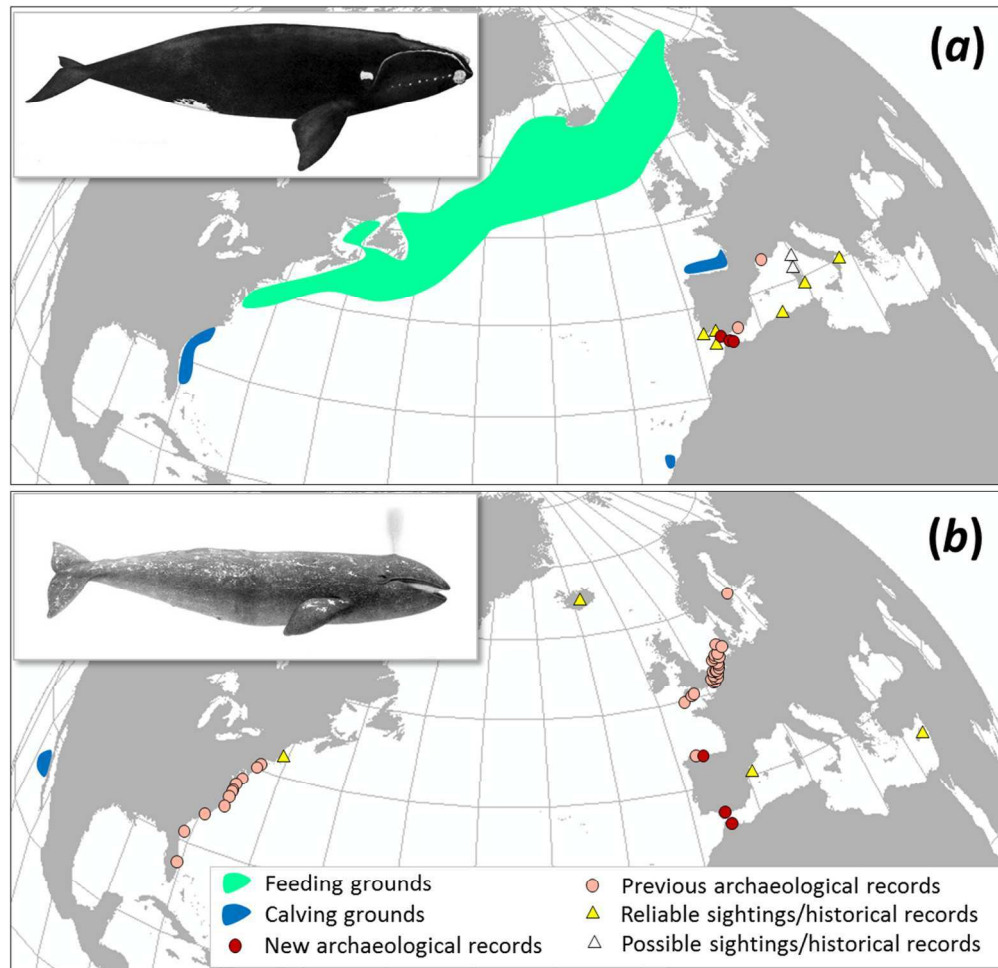 (a)
(b)
Feeding grounds
Calving grounds
New archaeological records
Previous archaeological records
Reliable sightings/historical records
Possible sightings/historical records